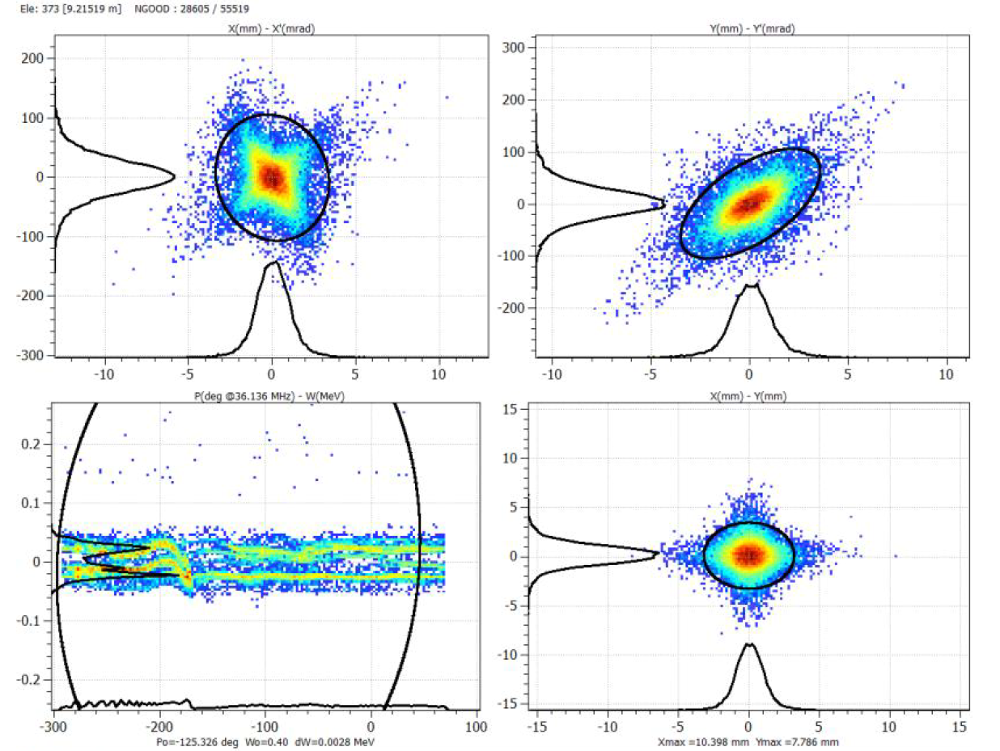 Ele: 373 [9.21519 m] NGOOD : 28605 / 55519
X(mm) - X'(mrad)
200
100
0
-100
-200
-300
-10 -5 0 5 10
Y(mm) - Y'(mrad)
300
200
100
0
-100
-200
-10 -5 0 5 10
P(deg @36.136 MHz) - W(MeV)
0.2
0.1
0
-0.1
-0.2
-300 -200 -100 0 100
Po=-125.326 deg Wo=0.40 dW=0.0028 MeV
X(mm) - Y(mm)
15
10
5
0
-5
-10
-15
-15 -10 -5 0 5 10 15
Xmax =10.398 mm Ymax =7.786 mm